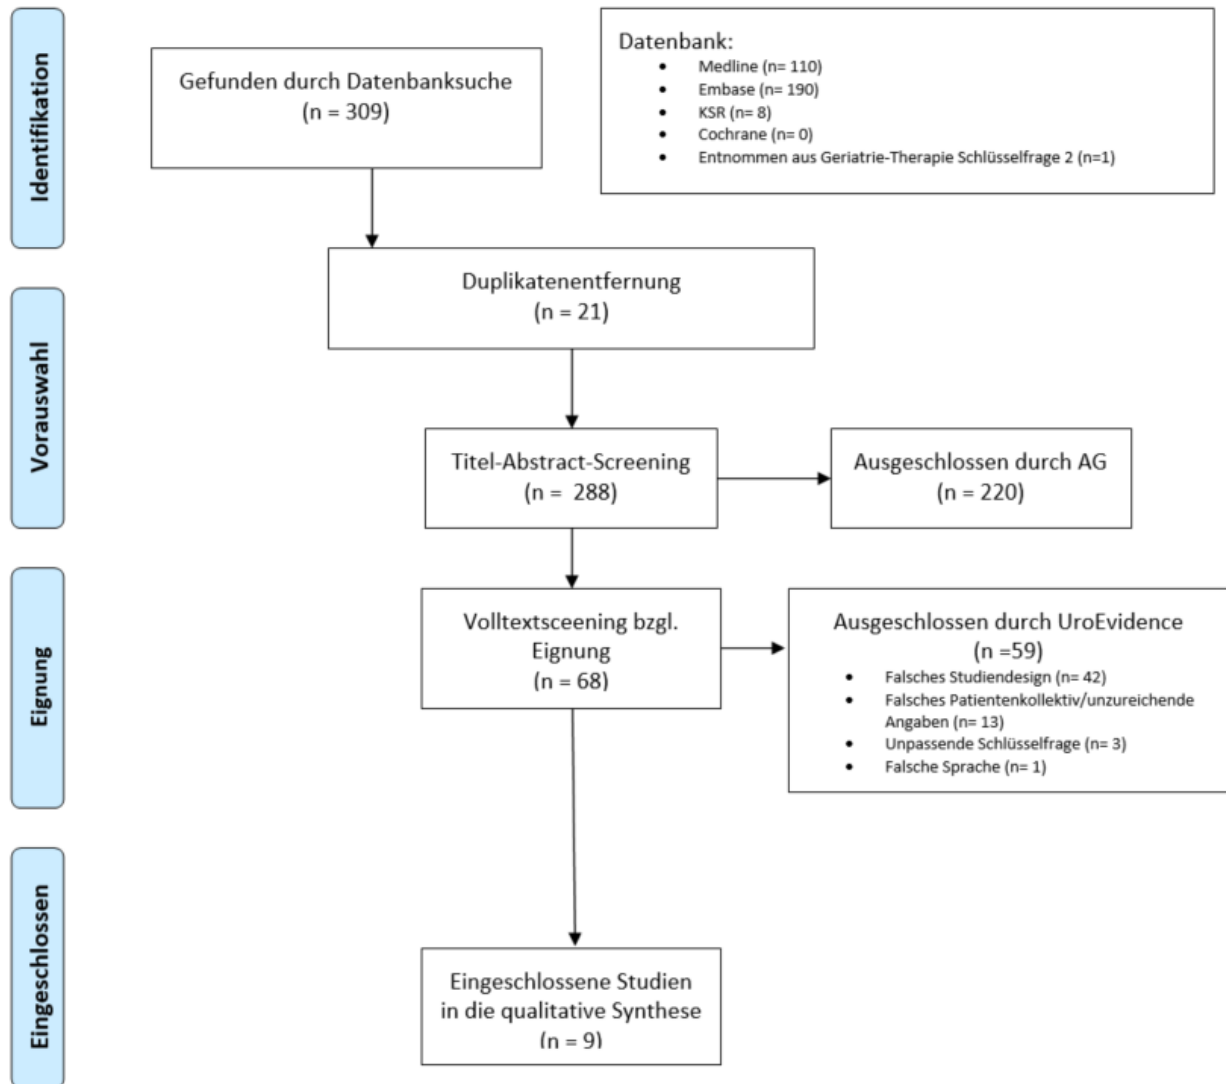 Identifikation
Gefunden durch Datenbanksuche
(n = 309)
Datenbank:
• Medline (n= 110)
• Embase (n= 190)
• KSR (n= 8)
• Cochrane (n= 0)
• Entnommen aus Geriatrie-Therapie Schlüsselfrage 2 (n=1)
Vorauswahl
Duplikatenentfernung
(n = 21)
Titel-Abstract-Screening
(n = 288)
Ausgeschlossen durch AG
(n = 220)
Eignung
Volltextsceening bzgl.
Eignung
(n = 68)
Ausgeschlossen durch UroEvidence
(n =59)
• Falsches Studiendesign (n= 42)
• Falsches Patientenkollektiv/unzureichende
Angaben (n= 13)
• Unpassende Schlüsselfrage (n= 3)
• Falsche Sprache (n= 1)
Eingeschlossen
Eingeschlossene Studien
in die qualitative Synthese
(n = 9)